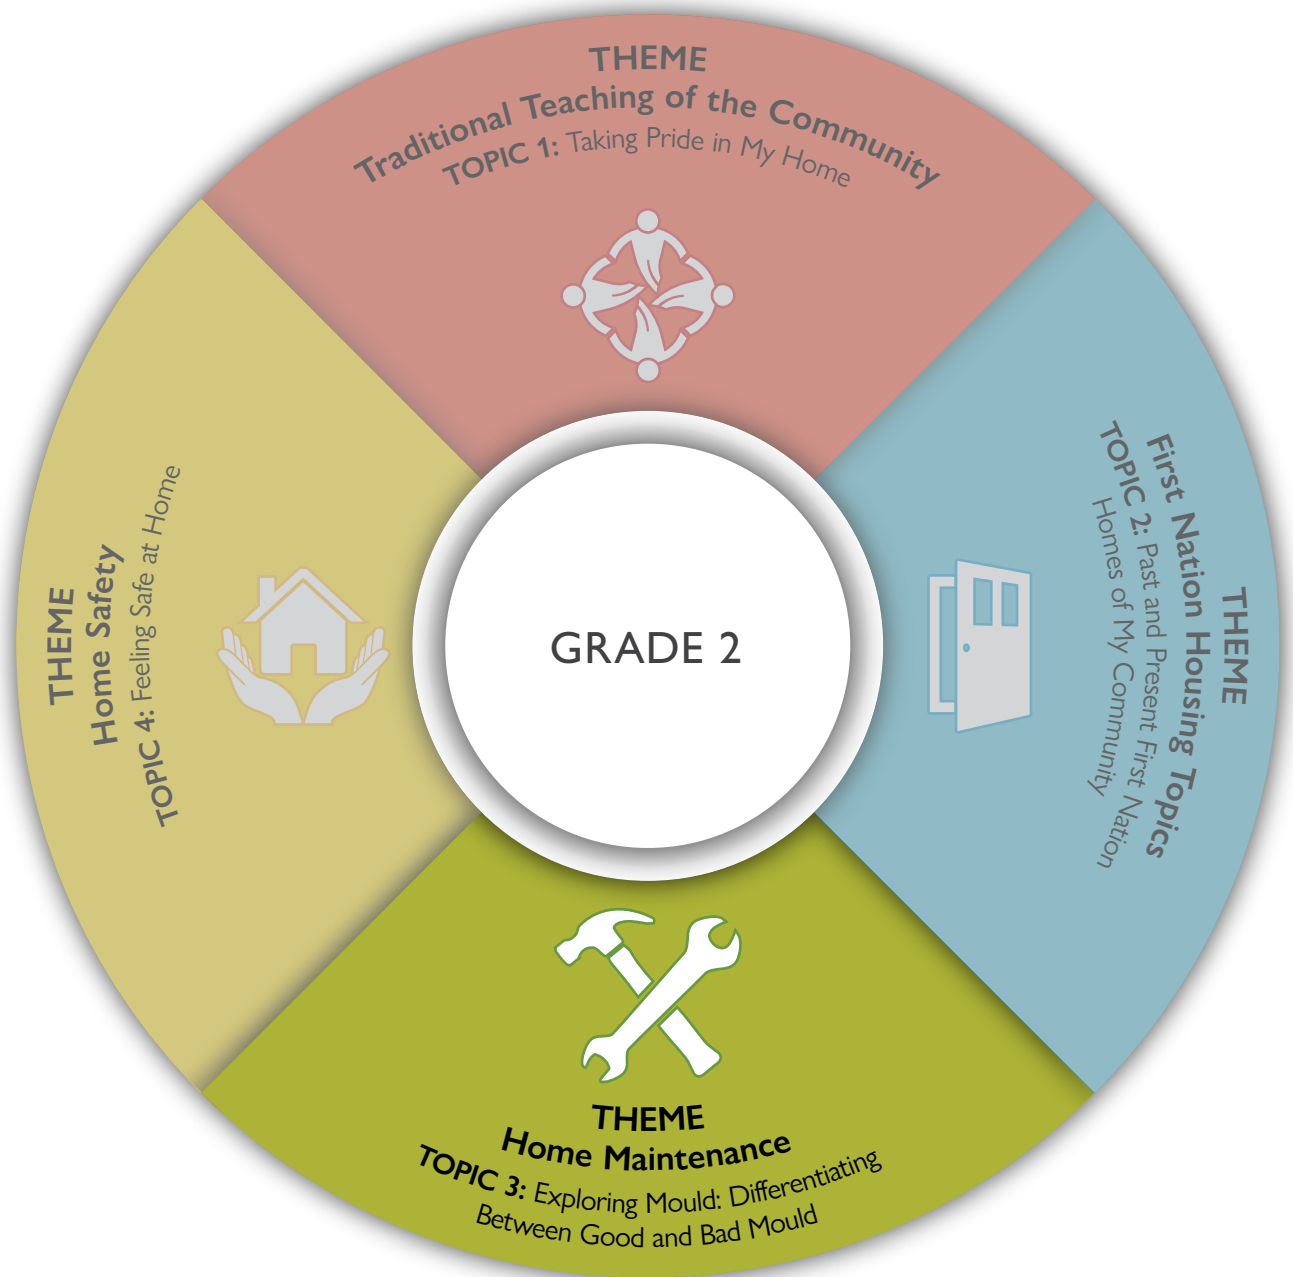 THEME
Traditional Teaching of the Community
TOPIC 1: Taking Pride in My Home
THEME
First Nation Housing Topics
TOPIC 2: Past and Present First Nation
Homes of My Community
GRADE 2
THEME
Home Maintenance
TOPIC 3: Exploring Mould: Differentiating
Between Good and Bad Mould
THEME
Home Safety
TOPIC 4: Feeling Safe at Home